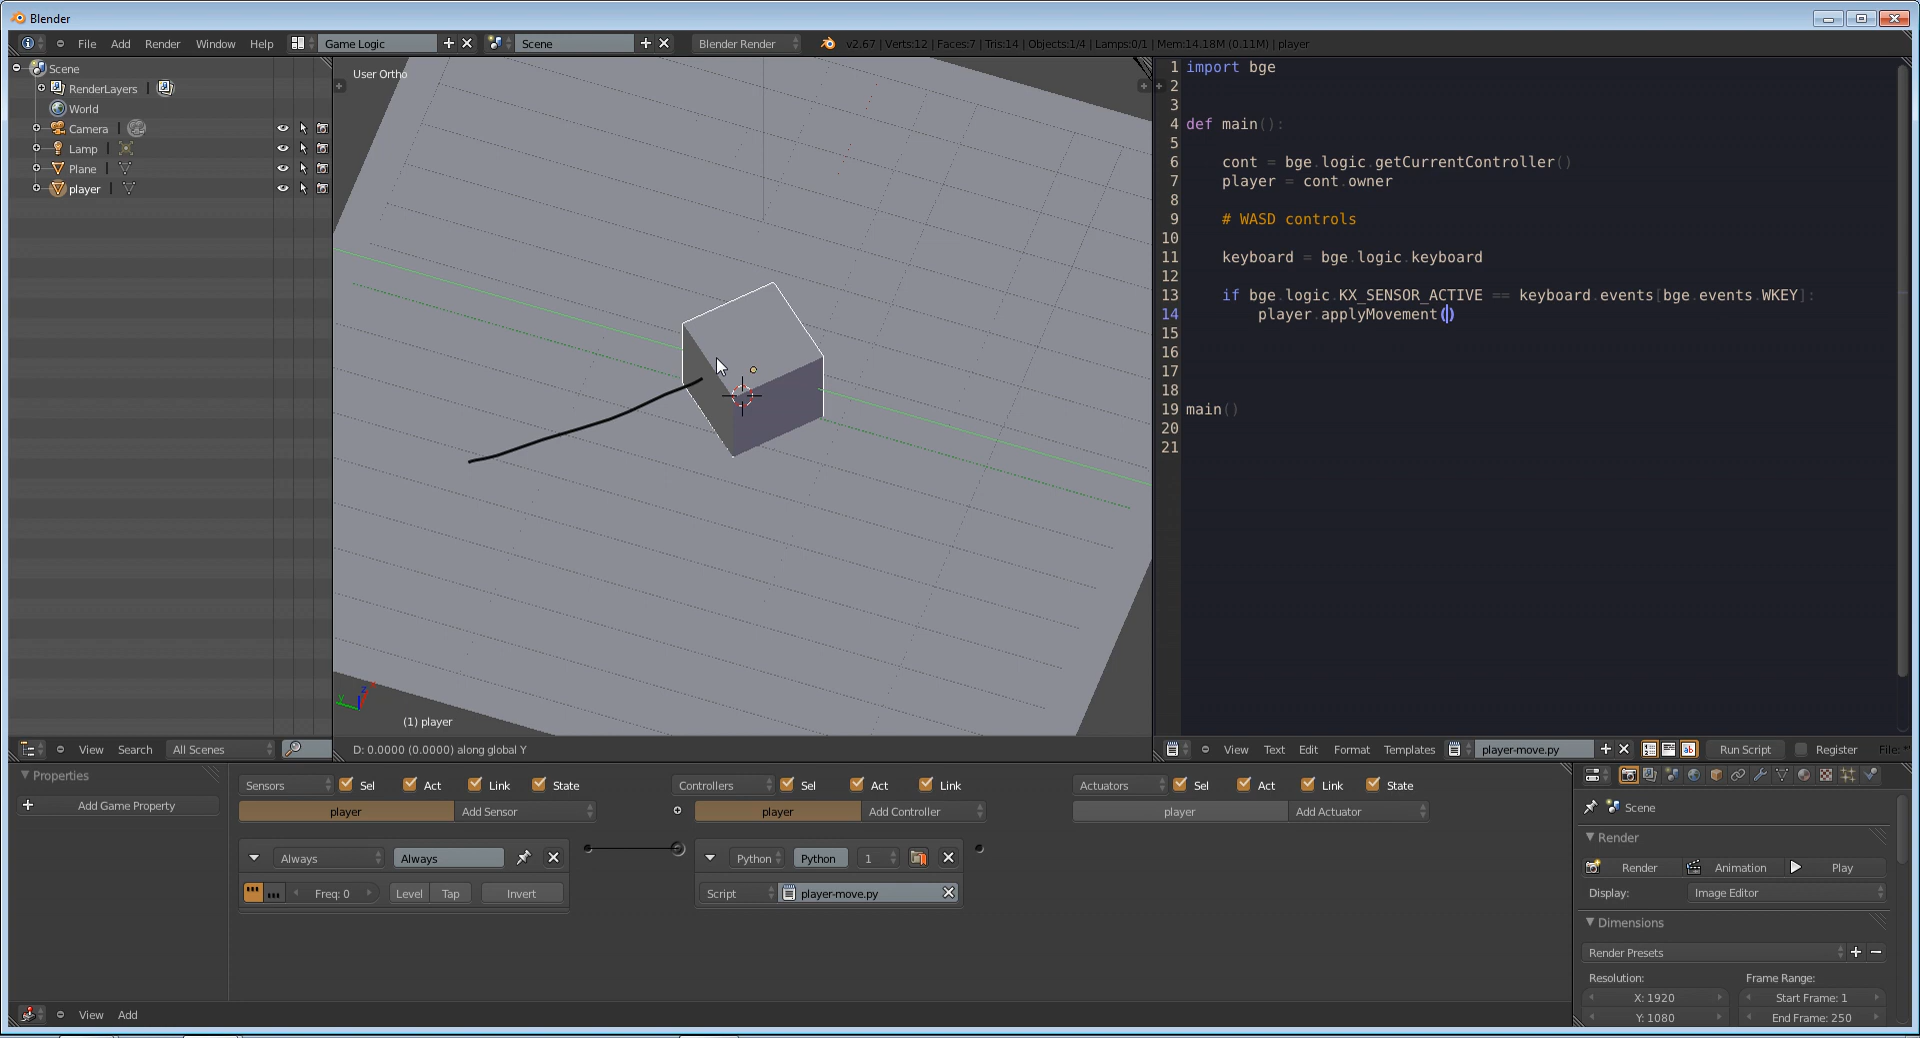 Blender
File Add Render Window Help Game Logic Scene Blender Render v2.67 | Verts:12 | Faces:7 | Tris:14 | Objects:1/4 | Lamps:0/1 | Mem:14.18M (0.11M) | player
Scene
RenderLayers
World
Camera
Lamp
Plane
player
View Search All Scenes
User Ortho
y z
(1) player
D: 0.0000 (0.0000) along global Y
1 import bge
2
3
4 def main():
5
6 cont = bge.logic.getCurrentController()
7 player = cont.owner
8
9 # WASD controls
10
11 keyboard = bge.logic.keyboard
12
13 if bge.logic.KX_SENSOR_ACTIVE == keyboard.events[bge.events.WKEY]:
14 player.applyMovement()
15
16
17
18
19 main()
20
21
View Text Edit Format Templates player-move.py Run Script Register File: *
Properties
Add Game Property
Sensors Sel Act Link State
player Add Sensor
Always Always
Freq: 0 Level Tap Invert
Controllers Sel Act Link
player Add Controller
Python Python 1
Script player-move.py
Actuators Sel Act Link State
player Add Actuator
View Add
Scene
Render
Render Animation Play
Display: Image Editor
Dimensions
Render Presets
Resolution: Frame Range:
X: 1920 Start Frame: 1
Y: 1080 End Frame: 250